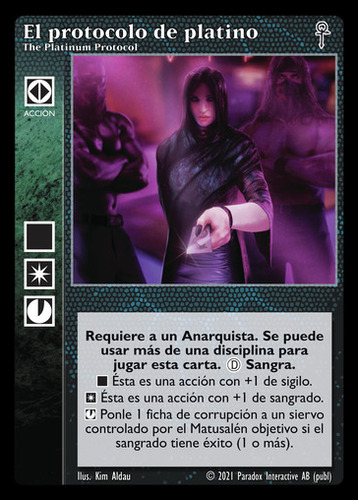 El protocolo de platino
The Platinum Protocol
ACCIÓN
Requiere a un Anarquista. Se puede
usar más de una disciplina para
jugar esta carta. D Sangra.
Ésta es una acción con +1 de sigilo.
Ésta es una acción con +1 de sangrado.
Ponle 1 ficha de corrupción a un siervo
controlado por el Matusalén objetivo si el
sangrado tiene éxito (1 o más).
Ilus. Kim Aldau
© 2021 Paradox Interactive AB (publ)